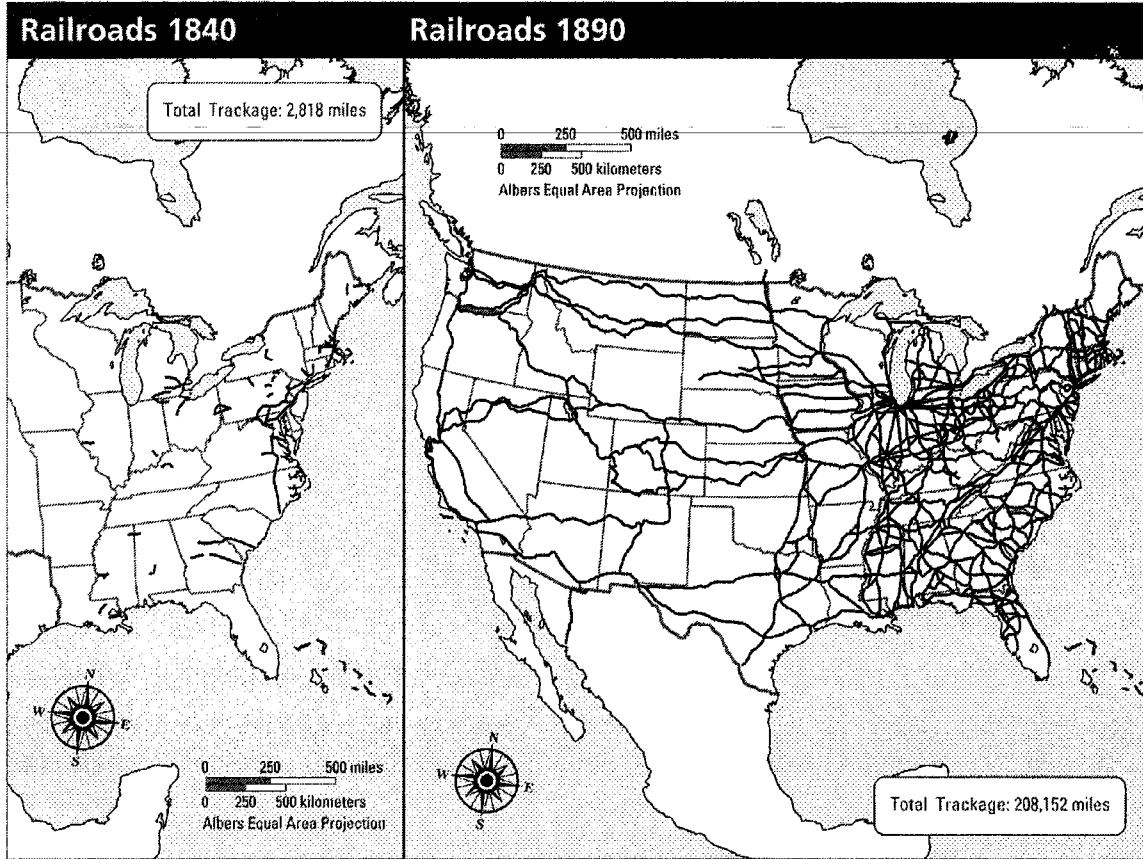 Railroads 1840
Total Trackage: 2,818 miles
N
W
E
S
0 250 500 miles
0 250 500 kilometers
Albers Equal Area Projection
Railroads 1890
0 250 500 miles
0 250 500 kilometers
Albers Equal Area Projection
N
W
E
S
Total Trackage: 208,152 miles